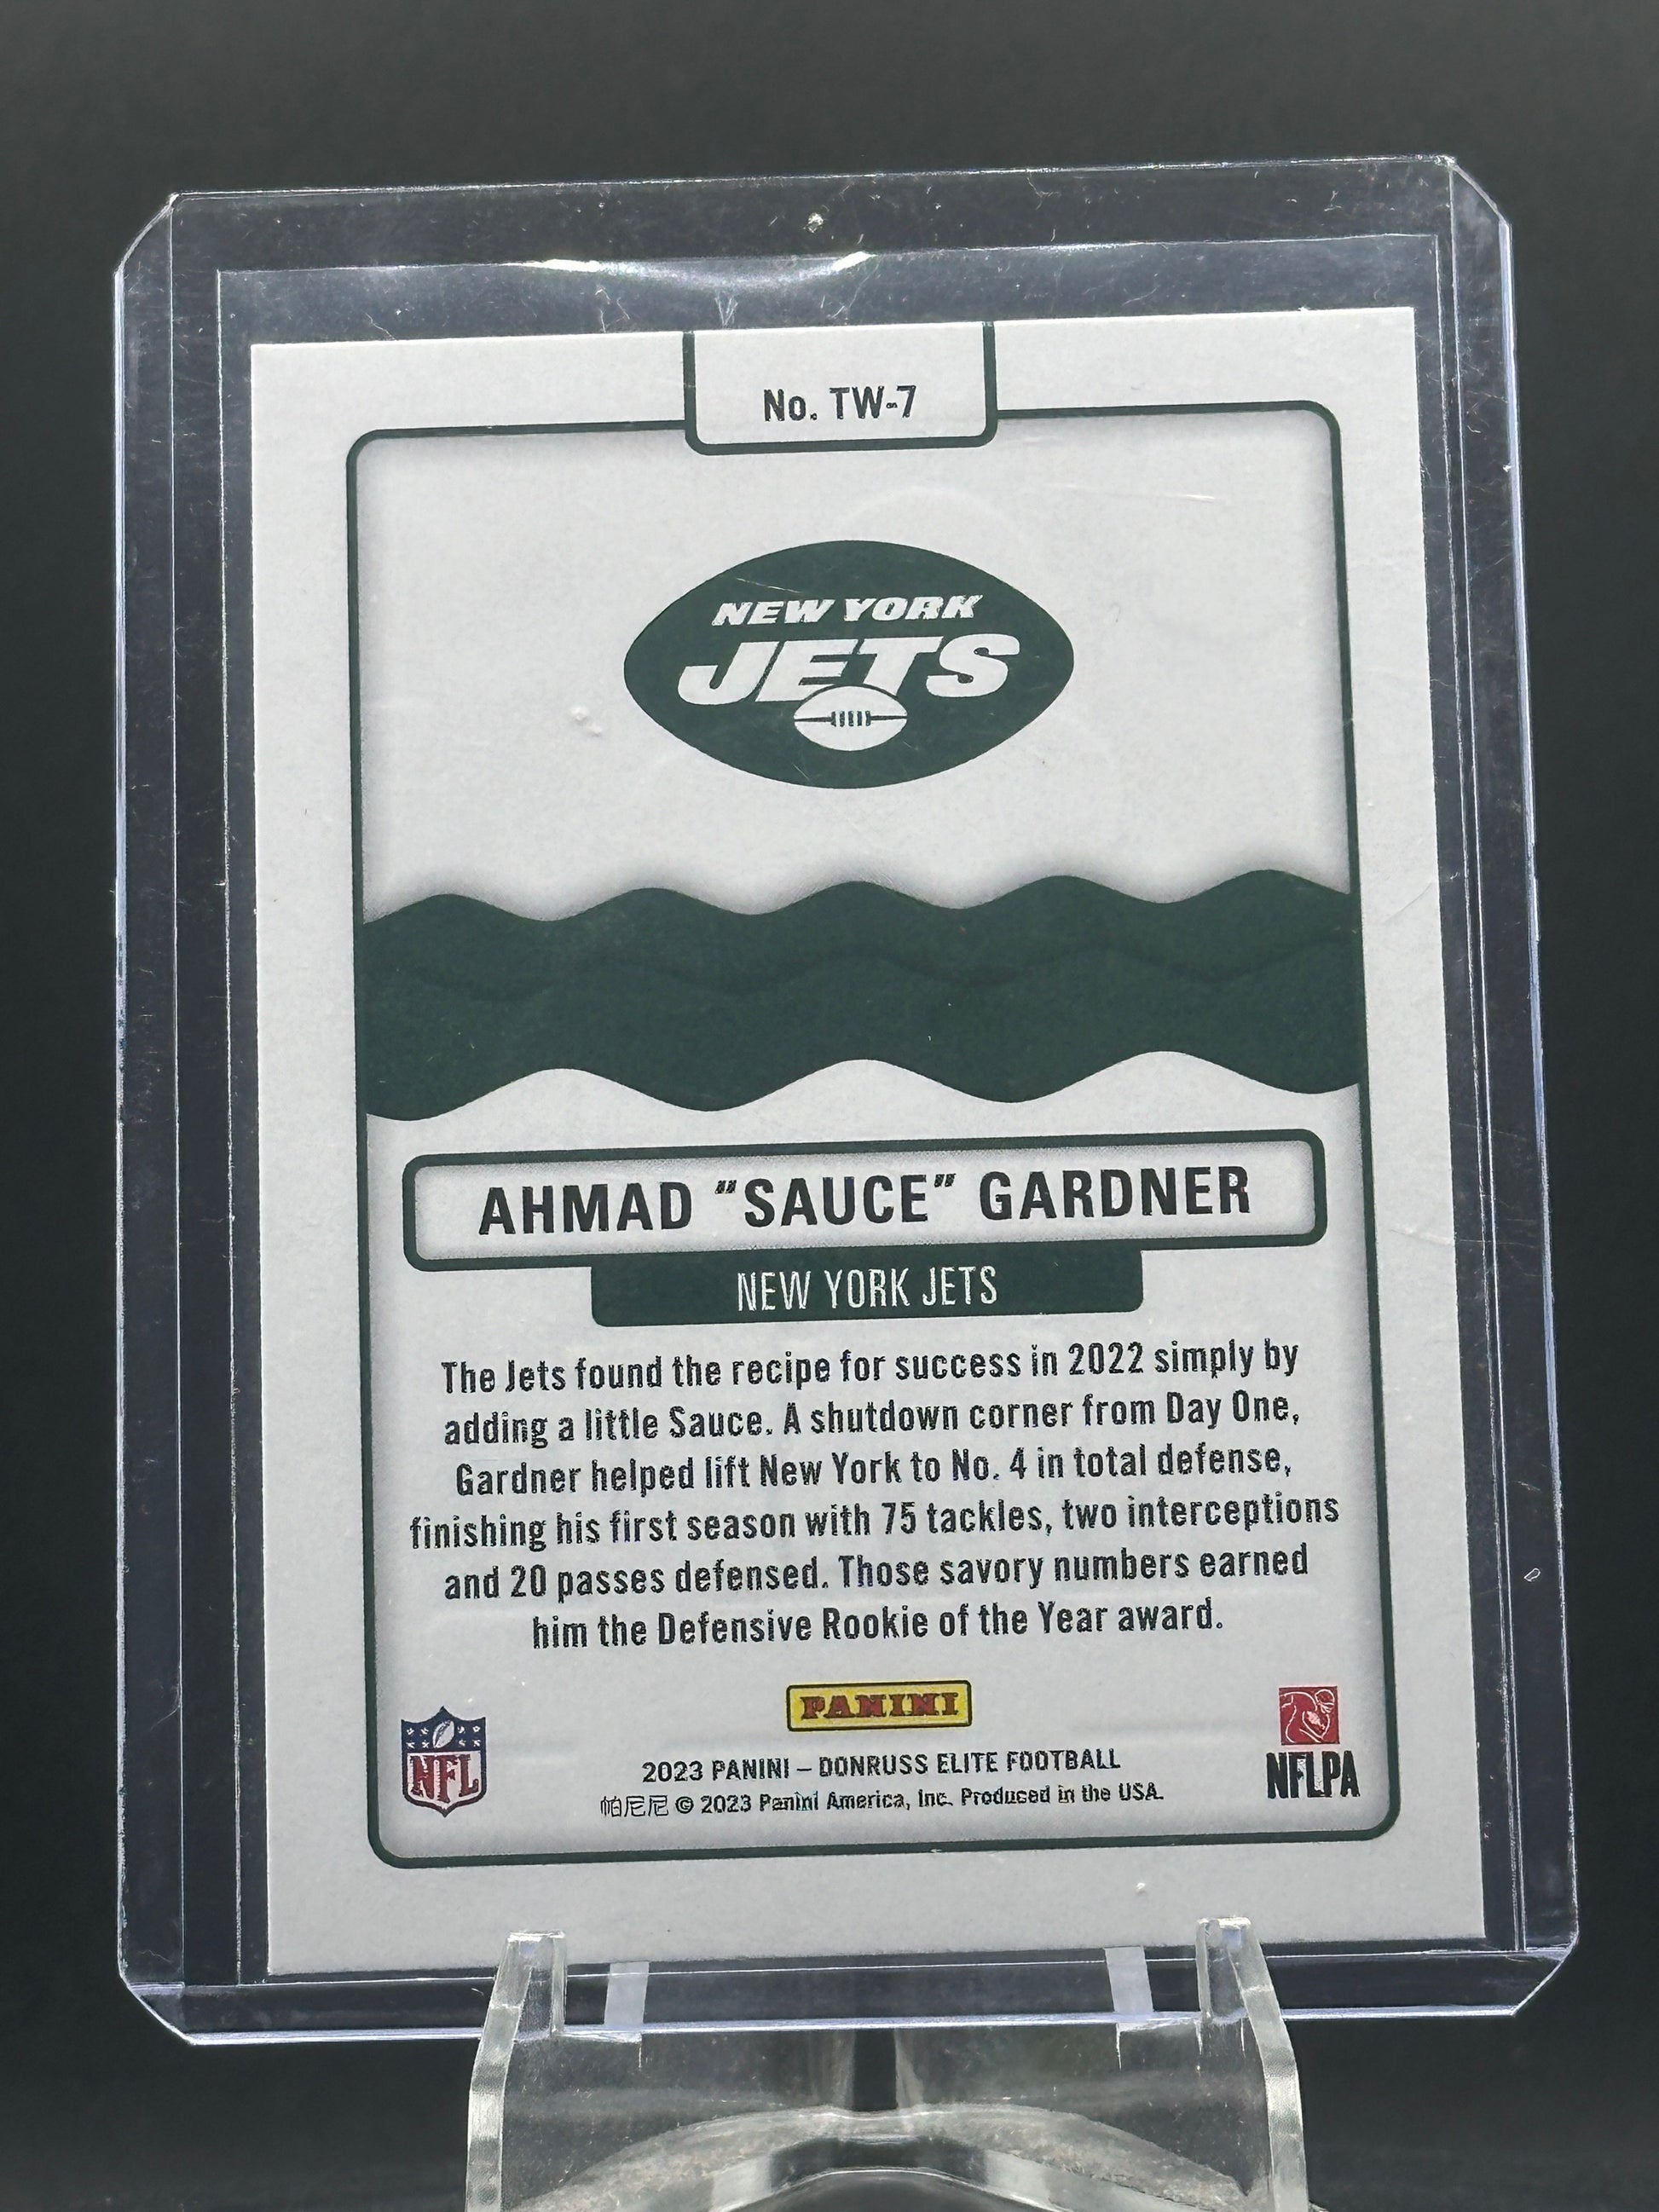 No. TW-7
NEW YORK
JETS
AHMAD "SAUCE" GARDNER
NEW YORK JETS
The Jets found the recipe for success in 2022 simply by
adding a little Sauce. A shutdown corner from Day One,
Gardner helped lift New York to No. 4 in total defense,
finishing his first season with 75 tackles, two interceptions
and 20 passes defensed. Those savory numbers earned
him the Defensive Rookie of the Year award.
PANINI
NFL
2023 PANINI – DONRUSS ELITE FOOTBALL
帕尼尼 © 2023 Panini America, Inc. Produced in the USA.
NFLPA